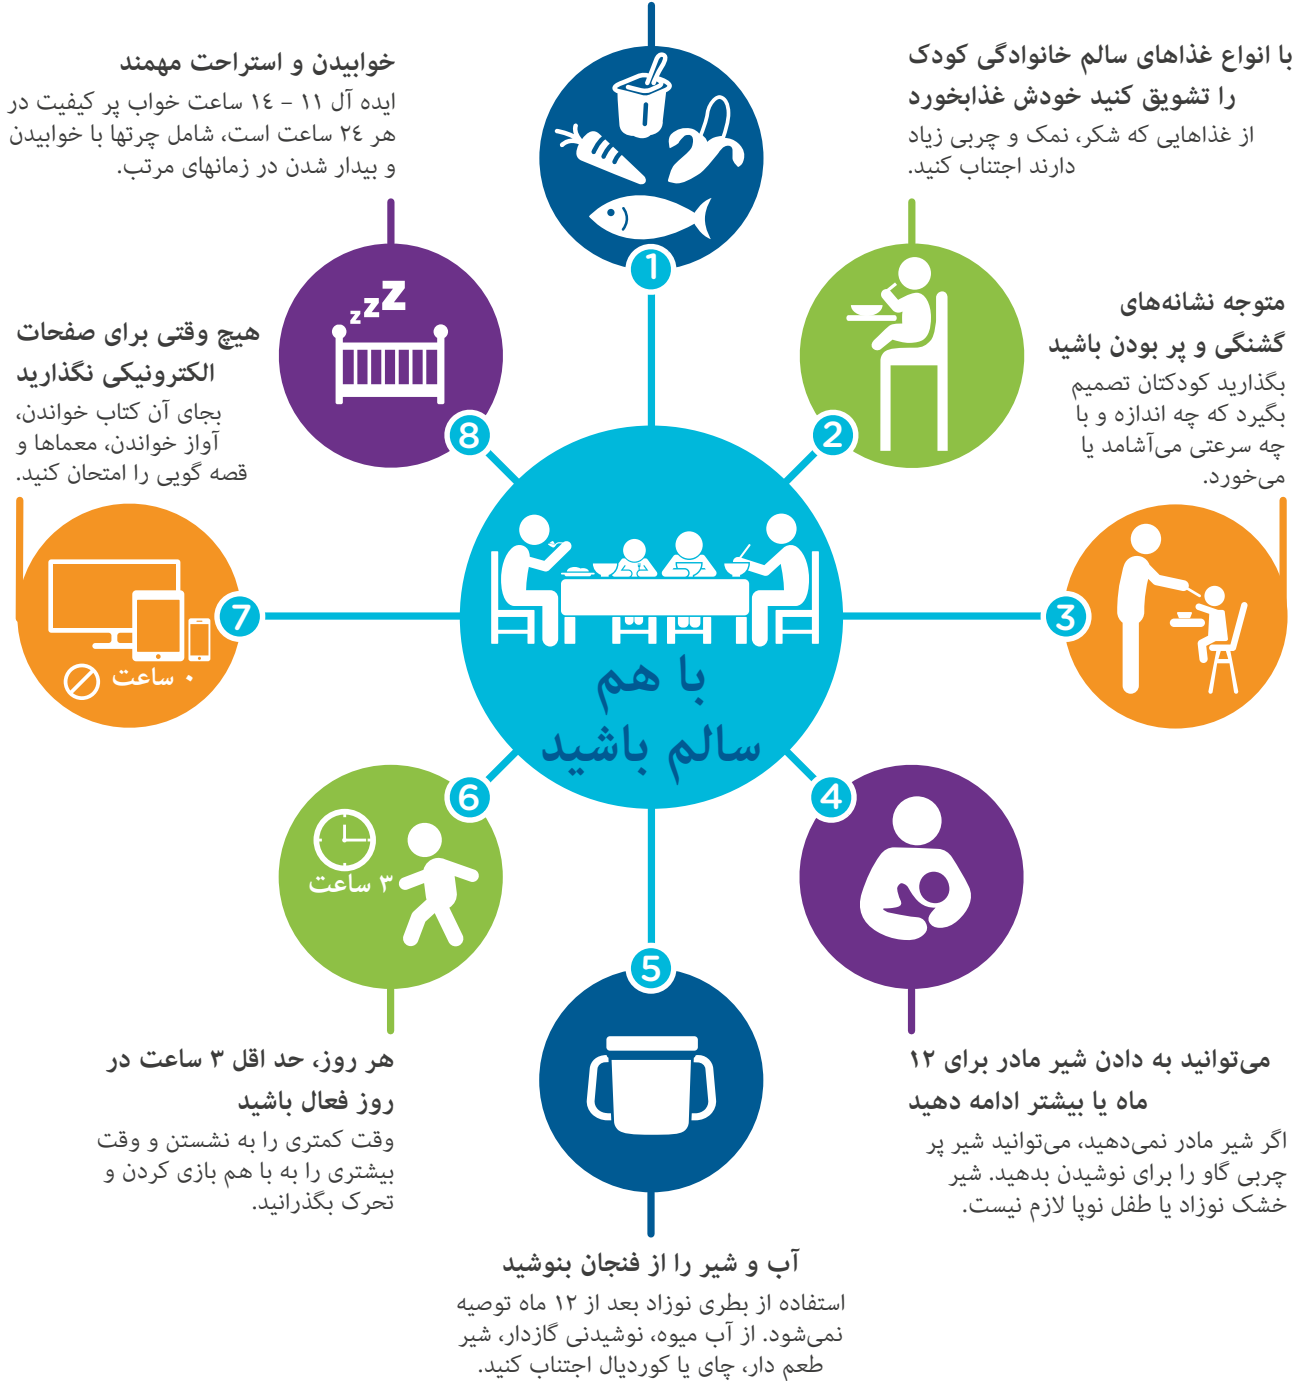 1
با انواع غذاهای سالم خانوادگی کودک
را تشویق کنید خودش غذابخورد
از غذاهایی که شکر، نمک و چربی زیاد
دارند اجتناب کنید.
2
متوجه نشانه‌های
گشنگی و پر بودن باشید
بگذارید کودکتان تصمیم
بگیرد که چه اندازه و با
چه سرعتی می‌آشامد یا
می‌خورد.
3
با هم
سالم باشید
4
می‌توانید به دادن شیر مادر برای ۱۲
ماه یا بیشتر ادامه دهید
اگر شیر مادر نمی‌دهید، می‌توانید شیر پر
چربی گاو را برای نوشیدن بدهید. شیر
خشک نوزاد یا طفل نوپا لازم نیست.
5
آب و شیر را از فنجان بنوشید
استفاده از بطری نوزاد بعد از ۱۲ ماه توصیه
نمی‌شود. از آب میوه، نوشیدنی گازدار، شیر
طعم دار، چای یا کوردیال اجتناب کنید.
6
۳ ساعت
هر روز، حد اقل ۳ ساعت در
روز فعال باشید
وقت کمتری را به نشستن و وقت
بیشتری را به با هم بازی کردن و
تحرک بگذرانید.
7
۰ ساعت
هیچ وقتی برای صفحات
الکترونیکی نگذارید
بجای آن کتاب خواندن،
آواز خواندن، معماها و
قصه گویی را امتحان کنید.
8
zzZ
خوابیدن و استراحت مهمند
ایده آل ۱۱ – ١٤ ساعت خواب پر کیفیت در
هر ٢٤ ساعت است، شامل چرتها با خوابیدن
و بیدار شدن در زمانهای مرتب.